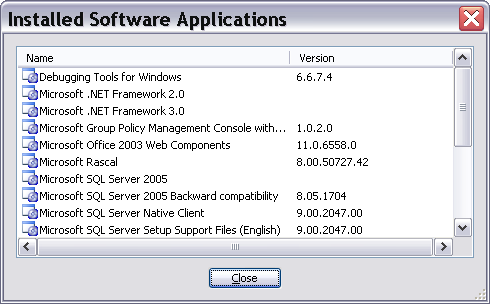 Installed Software Applications
Name Version
Debugging Tools for Windows 6.6.7.4
Microsoft .NET Framework 2.0
Microsoft .NET Framework 3.0
Microsoft Group Policy Management Console with... 1.0.2.0
Microsoft Office 2003 Web Components 11.0.6558.0
Microsoft Rascal 8.00.50727.42
Microsoft SQL Server 2005
Microsoft SQL Server 2005 Backward compatibility 8.05.1704
Microsoft SQL Server Native Client 9.00.2047.00
Microsoft SQL Server Setup Support Files (English) 9.00.2047.00
Close